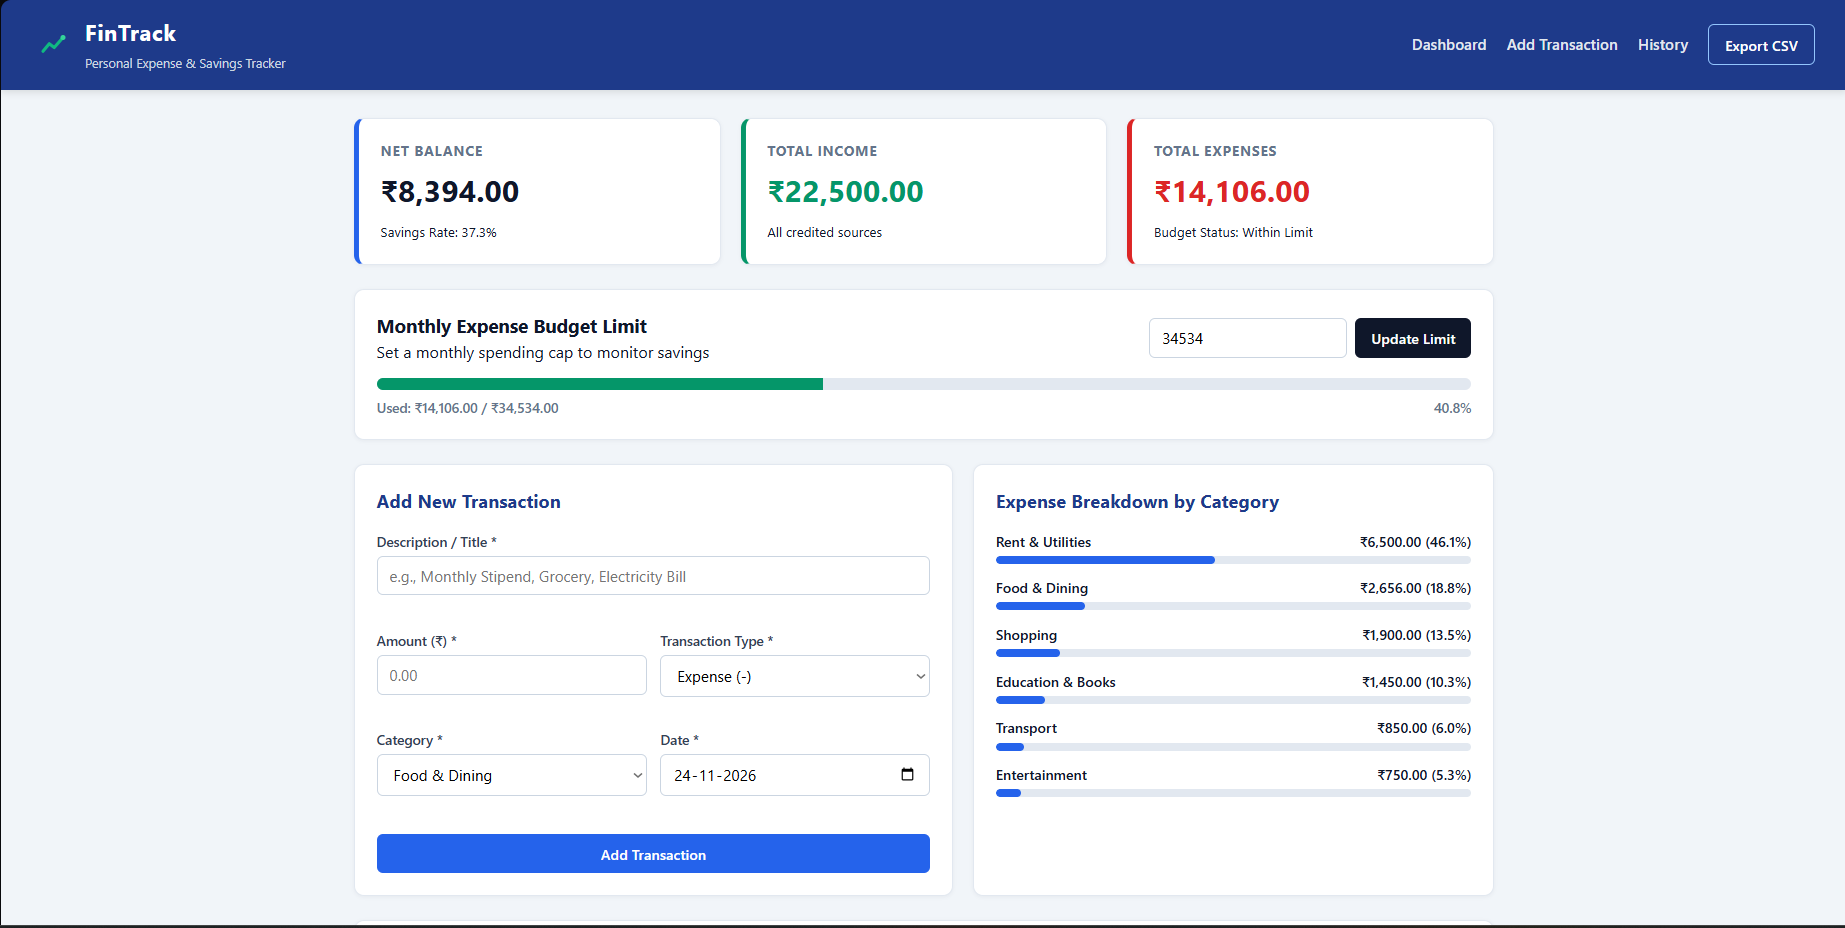 FinTrack
Personal Expense & Savings Tracker
Dashboard
Add Transaction
History
Export CSV
NET BALANCE
₹8,394.00
Savings Rate: 37.3%
TOTAL INCOME
₹22,500.00
All credited sources
TOTAL EXPENSES
₹14,106.00
Budget Status: Within Limit
Monthly Expense Budget Limit
Set a monthly spending cap to monitor savings
34534
Update Limit
Used: ₹14,106.00 / ₹34,534.00
40.8%
Add New Transaction
Description / Title *
e.g., Monthly Stipend, Grocery, Electricity Bill
Amount (₹) *
Transaction Type *
0.00
Expense (-)
Category *
Date *
Food & Dining
24-11-2026
Add Transaction
Expense Breakdown by Category
Rent & Utilities
₹6,500.00 (46.1%)
Food & Dining
₹2,656.00 (18.8%)
Shopping
₹1,900.00 (13.5%)
Education & Books
₹1,450.00 (10.3%)
Transport
₹850.00 (6.0%)
Entertainment
₹750.00 (5.3%)